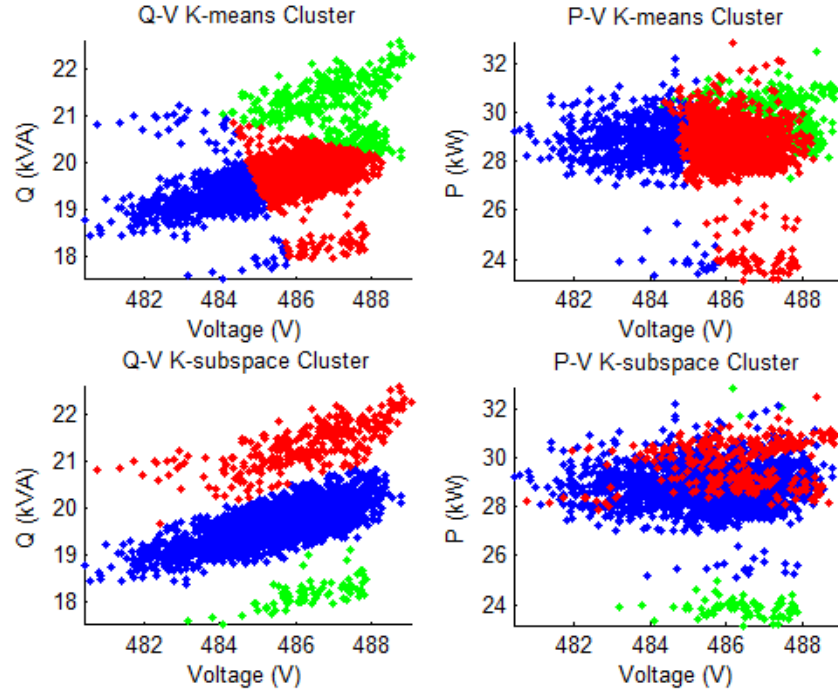 Q-V K-means Cluster
P-V K-means Cluster
Q (kVA)
22
21
20
19
18
482 484 486 488
Voltage (V)
P (kW)
32
30
28
26
24
482 484 486 488
Voltage (V)
Q-V K-subspace Cluster
P-V K-subspace Cluster
Q (kVA)
22
21
20
19
18
482 484 486 488
Voltage (V)
P (kW)
32
30
28
26
24
482 484 486 488
Voltage (V)